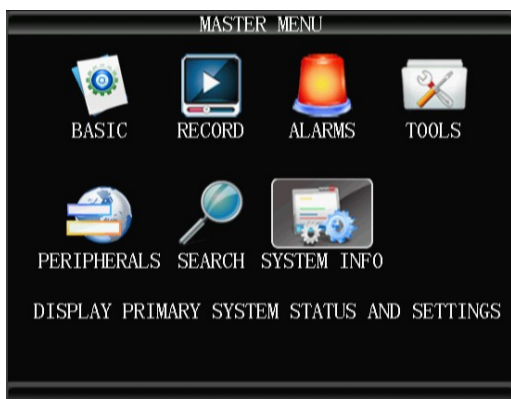 MASTER MENU
BASIC RECORD ALARMS TOOLS
PERIPHERALS SEARCH SYSTEM INFO
DISPLAY PRIMARY SYSTEM STATUS AND SETTINGS